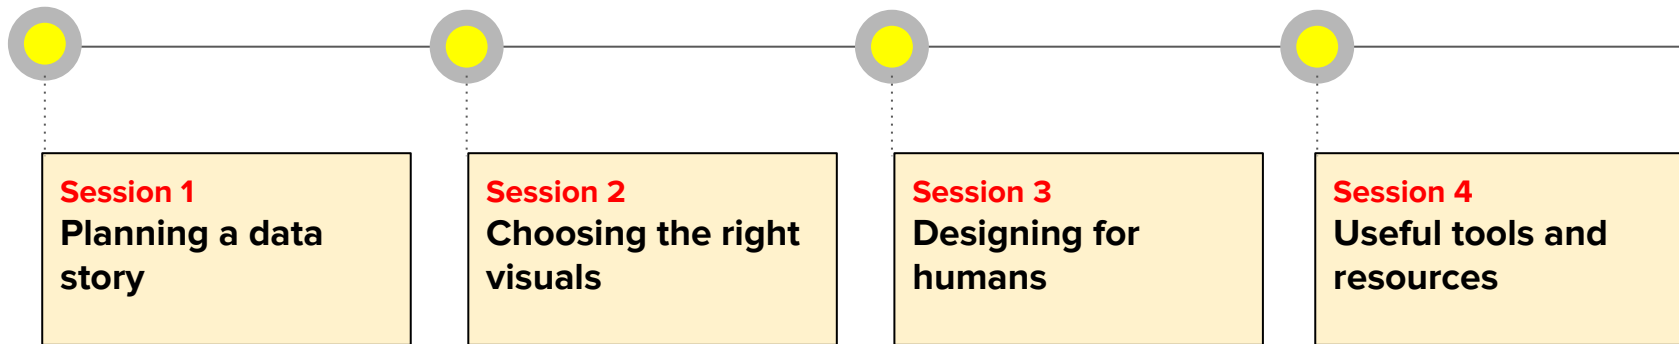 Session 1
Planning a data
story
Session 2
Choosing the right
visuals
Session 3
Designing for
humans
Session 4
Useful tools and
resources